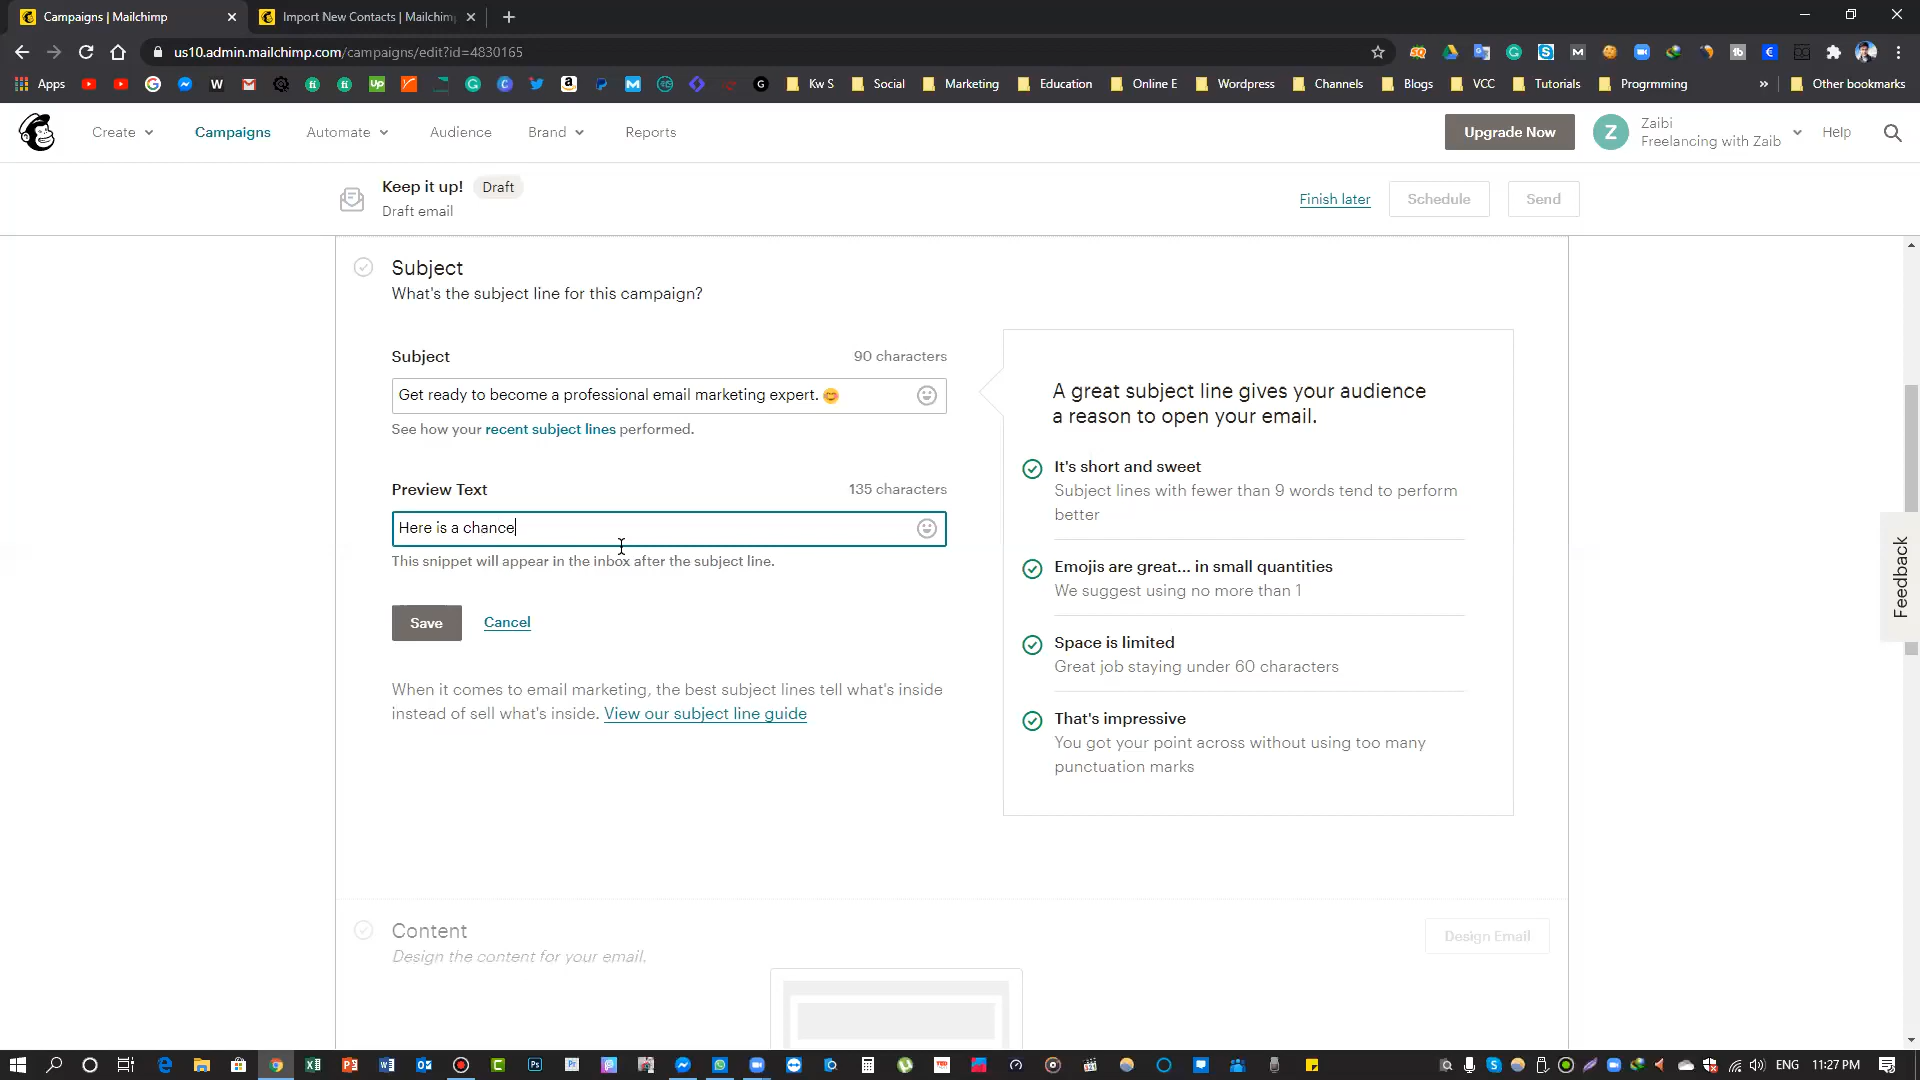 Campaigns | Mailchimp
Import New Contacts | Mailchimp
us10.admin.mailchimp.com/campaigns/edit?id=4830165
Apps
Kw S
Social
Marketing
Education
Online E
Wordpress
Channels
Blogs
VCC
Tutorials
Progrmming
Other bookmarks
Create
Campaigns
Automate
Audience
Brand
Reports
Upgrade Now
Z
Zaibi
Freelancing with Zaib
Help
Keep it up!
Draft
Draft email
Finish later
Schedule
Send
Subject
What's the subject line for this campaign?
Subject
90 characters
Get ready to become a professional email marketing expert. 😊
See how your recent subject lines performed.
Preview Text
135 characters
Here is a chance
This snippet will appear in the inbox after the subject line.
Save
Cancel
When it comes to email marketing, the best subject lines tell what's inside
instead of sell what's inside. View our subject line guide
A great subject line gives your audience
a reason to open your email.
It's short and sweet
Subject lines with fewer than 9 words tend to perform
better
Emojis are great... in small quantities
We suggest using no more than 1
Space is limited
Great job staying under 60 characters
That's impressive
You got your point across without using too many
punctuation marks
Feedback
Content
Design the content for your email.
Design Email
ENG
11:27 PM